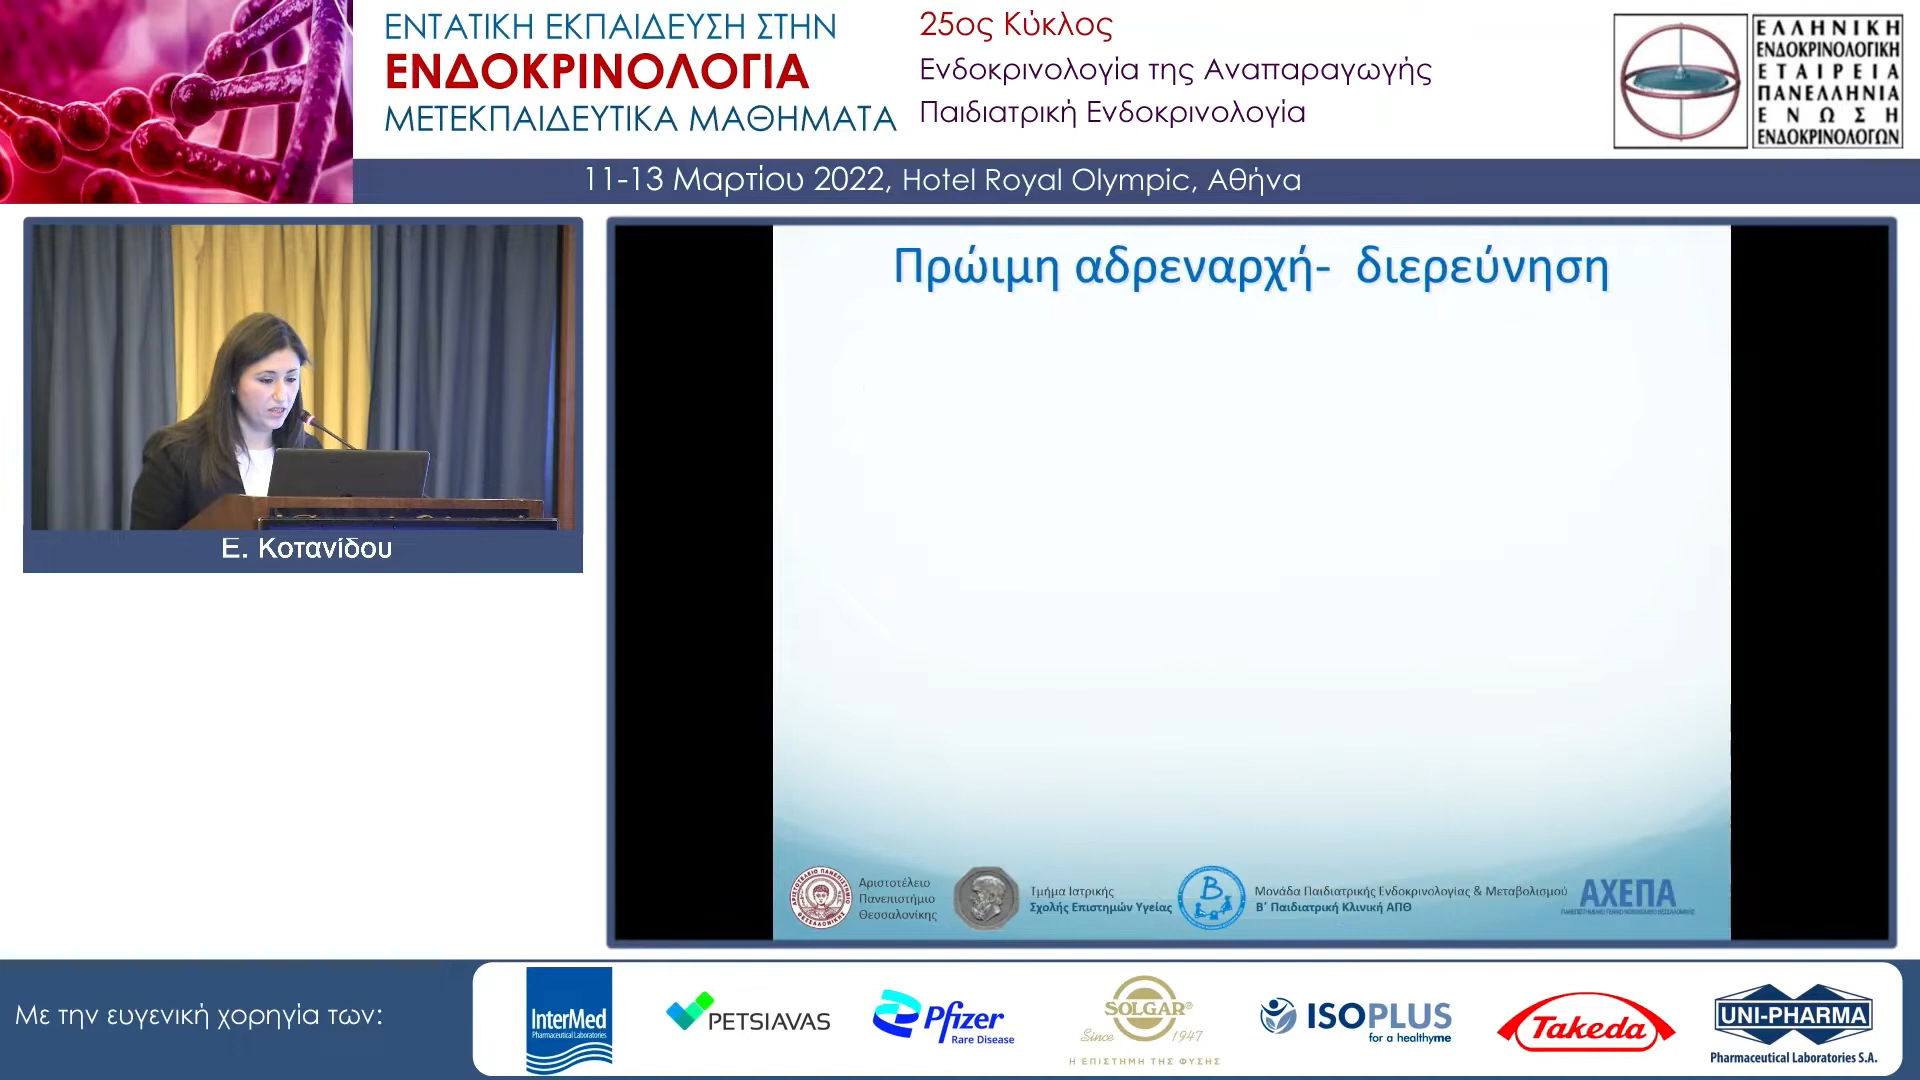 ΕΝΤΑΤΙΚΗ ΕΚΠΑΙΔΕΥΣΗ ΣΤΗΝ
ΕΝΔΟΚΡΙΝΟΛΟΓΙΑ
ΜΕΤΕΚΠΑΙΔΕΥΤΙΚΑ ΜΑΘΗΜΑΤΑ
25ος Κύκλος
Ενδοκρινολογία της Αναπαραγωγής
Παιδιατρική Ενδοκρινολογία
ΕΛΛΗΝΙΚΗ
ΕΝΔΟΚΡΙΝΟΛΟΓΙΚΗ
ΕΤΑΙΡΕΙΑ
ΠΑΝΕΛΛΗΝΙΑ
ΕΝΩΣΗ
ΕΝΔΟΚΡΙΝΟΛΟΓΩΝ
11-13 Μαρτίου 2022, Hotel Royal Olympic, Αθήνα
Ε. Κοτανίδου
Πρώιμη αδρεναρχή- διερεύνηση
Αριστοτέλειο
Πανεπιστήμιο
Θεσσαλονίκης
Τμήμα Ιατρικής
Σχολής Επιστημών Υγείας
Μονάδα Παιδιατρικής Ενδοκρινολογίας & Μεταβολισμού
Β΄ Παιδιατρική Κλινική ΑΠΘ
ΑΧΕΠΑ
Με την ευγενική χορηγία των:
InterMed
Pharmaceutical Laboratories
PETSIAVAS
Pfizer
Rare Disease
SOLGAR®
Since 1947
Η ΕΠΙΣΤΗΜΗ ΤΗΣ ΦΥΣΗΣ
ISOPLUS
for a healthyme
Takeda
UNI-PHARMA
Pharmaceutical Laboratories S.A.